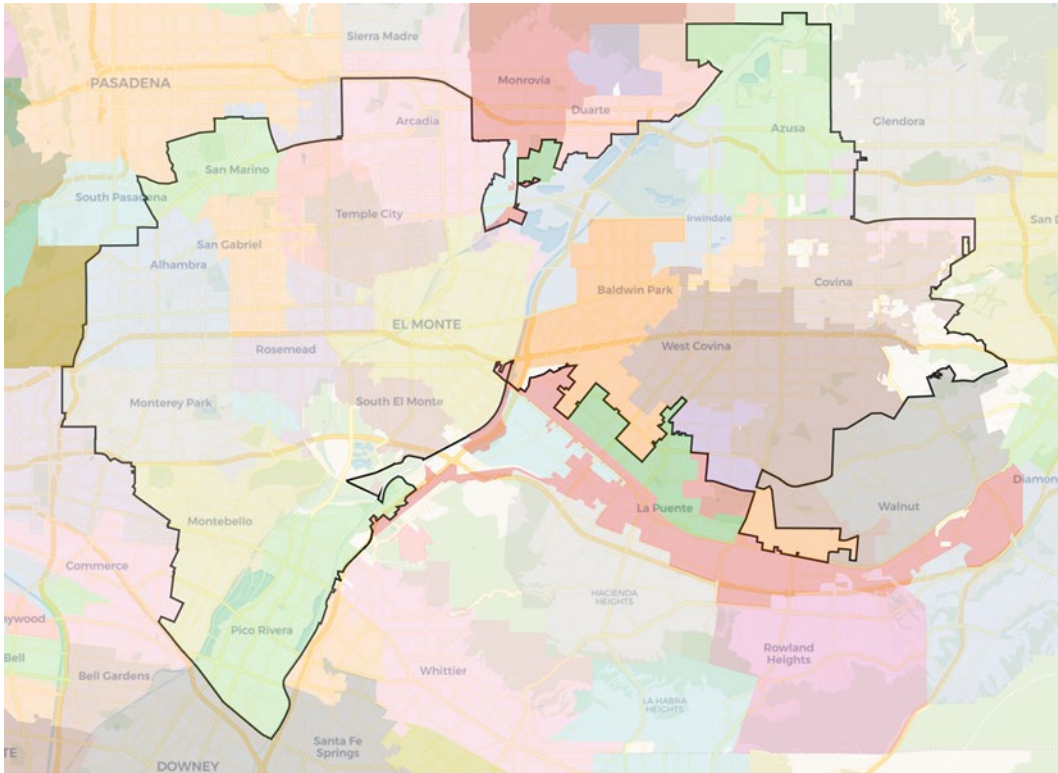 Sierra Madre
PASADENA
Monrovia
Duarte
Arcadia
Azusa
Glendora
San Marino
South Pasadena
Temple City
Irwindale
San D
San Gabriel
Alhambra
Covina
Baldwin Park
EL MONTE
West Covina
Rosemead
Monterey Park
South El Monte
La Puente
Walnut
Diamon
Montebello
Commerce
HACIENDA
HEIGHTS
aywood
Pico Rivera
Rowland
Heights
Bell
Bell Gardens
Whittier
LA HABRA
HEIGHTS
Santa Fe
Springs
TE
DOWNEY